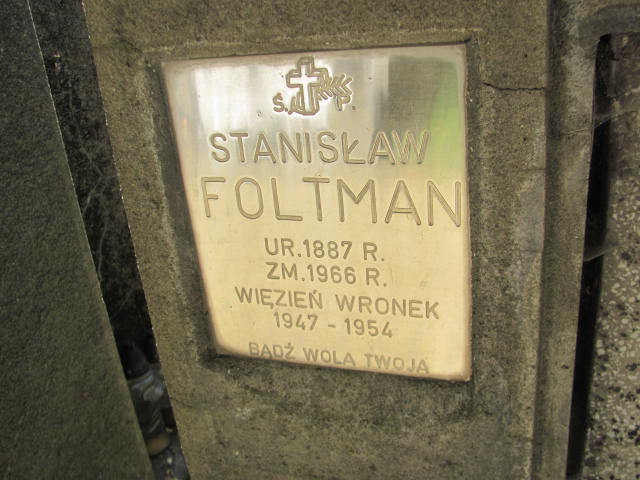 Ś. P.
STANISŁAW
FOLTMAN
UR. 1887 R.
ZM. 1966 R.
WIĘZIEŃ WRONEK
1947 - 1954
BĄDŹ WOLA TWOJA